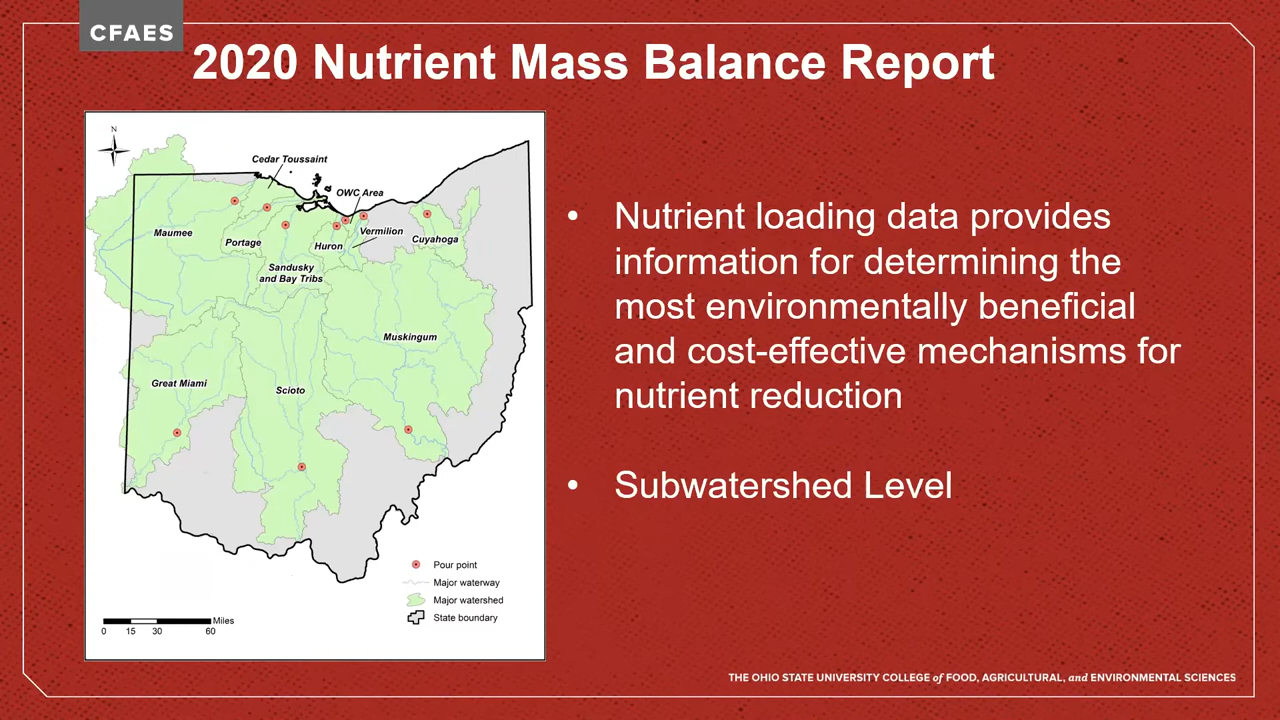 CFAES
2020 Nutrient Mass Balance Report
N
Cedar Toussaint
OWC Area
Maumee
Portage
Huron
Vermilion
Cuyahoga
Sandusky
and Bay Tribs
Muskingum
Great Miami
Scioto
Pour point
Major waterway
Major watershed
State boundary
Miles
0 15 30 60
• Nutrient loading data provides
information for determining the
most environmentally beneficial
and cost-effective mechanisms for
nutrient reduction
• Subwatershed Level
THE OHIO STATE UNIVERSITY COLLEGE of FOOD, AGRICULTURAL, and ENVIRONMENTAL SCIENCES